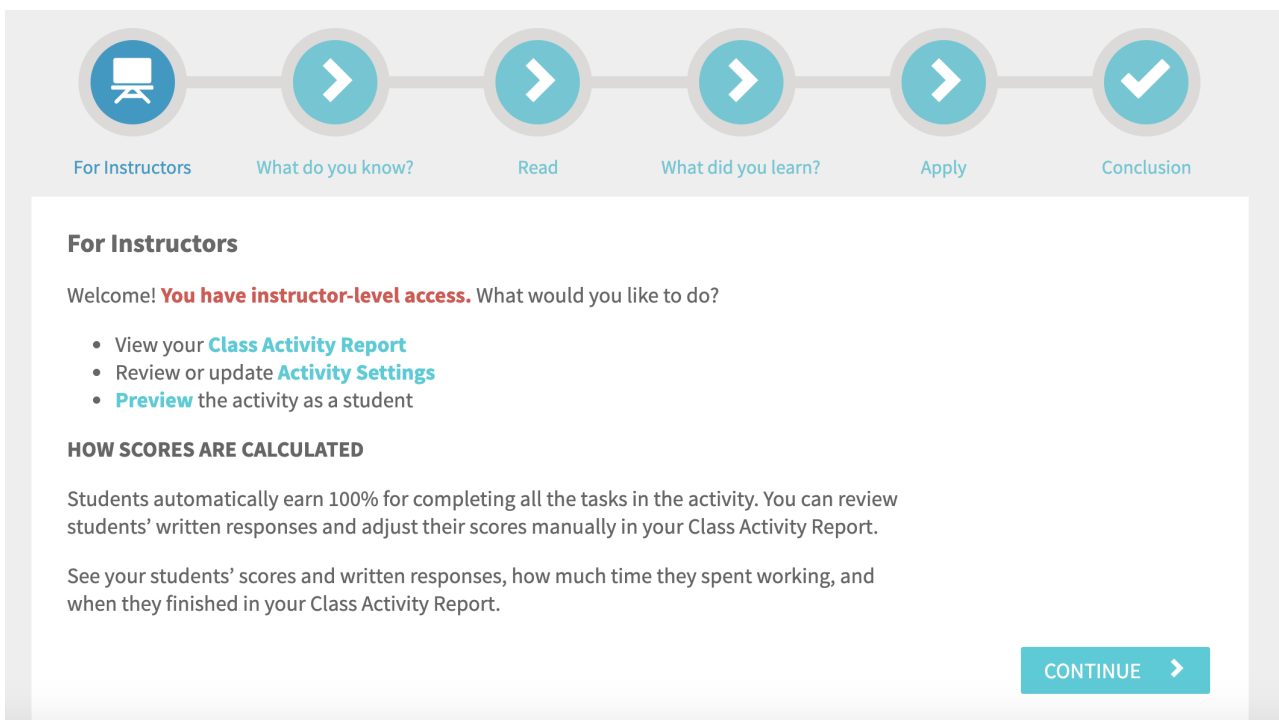 For Instructors
What do you know?
Read
What did you learn?
Apply
Conclusion
For Instructors
Welcome! You have instructor-level access. What would you like to do?
• View your Class Activity Report
• Review or update Activity Settings
• Preview the activity as a student
HOW SCORES ARE CALCULATED
Students automatically earn 100% for completing all the tasks in the activity. You can review
students’ written responses and adjust their scores manually in your Class Activity Report.
See your students’ scores and written responses, how much time they spent working, and
when they finished in your Class Activity Report.
CONTINUE